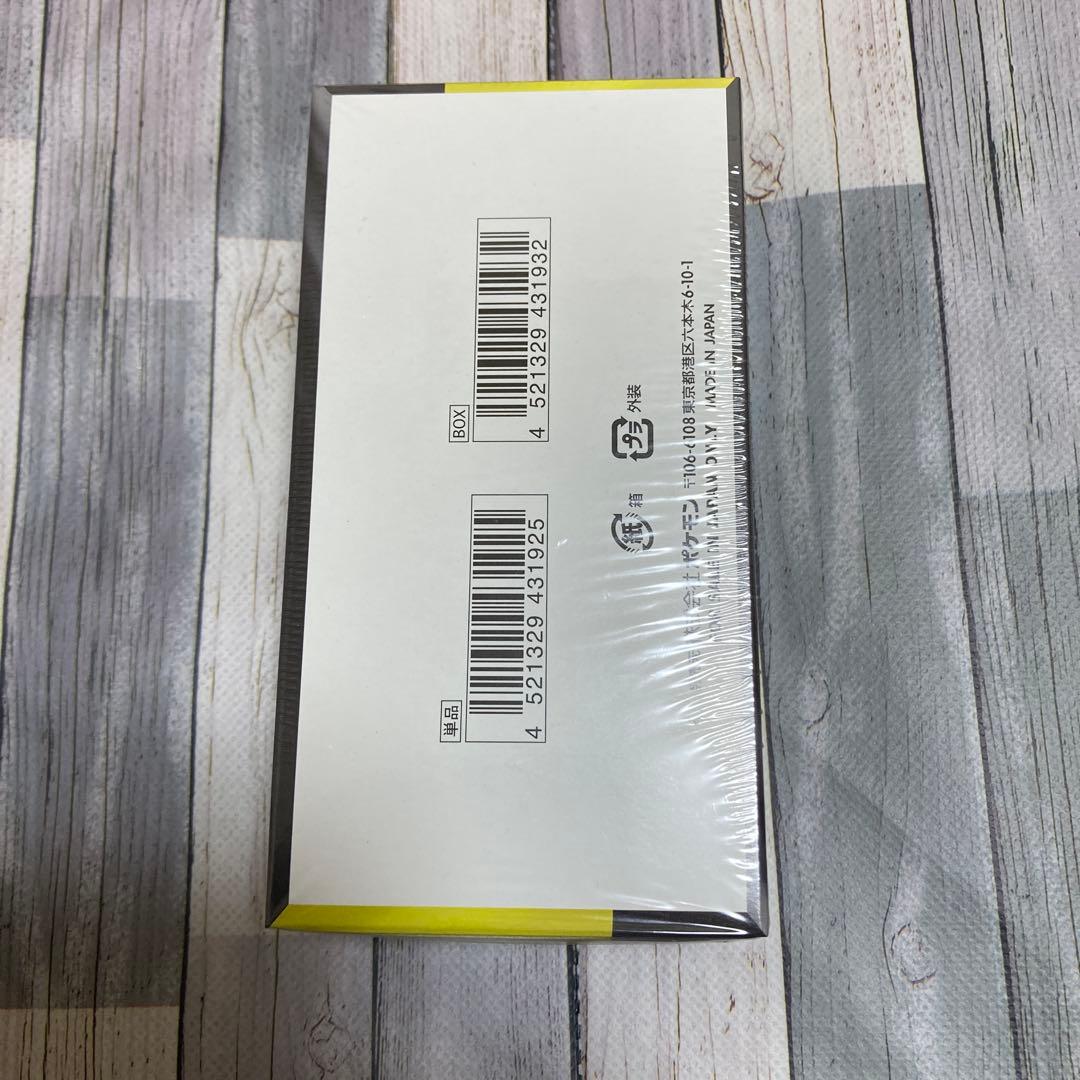 単品
4 521329 431925
BOX
4 521329 431932
紙 箱
プラ 外装
株式会社ポケモン 〒106-6108 東京都港区六本木6-10-1
JAPAN ONLY MADE IN JAPAN